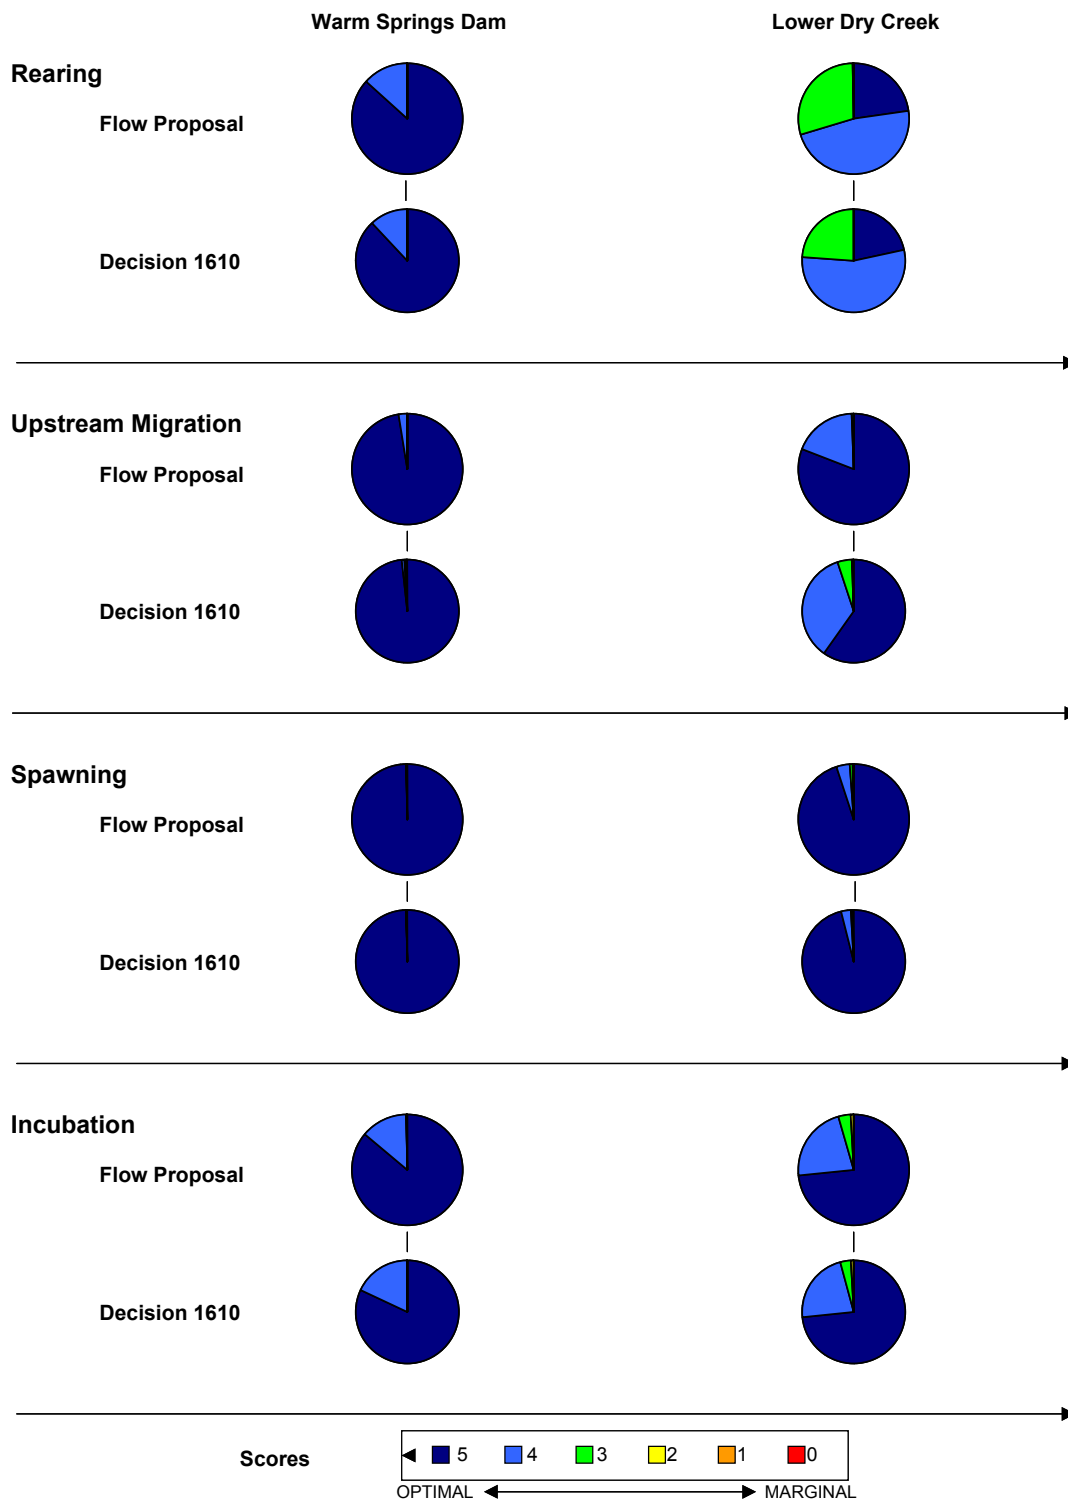 Warm Springs Dam Lower Dry Creek
Rearing
Flow Proposal
Decision 1610
Upstream Migration
Flow Proposal
Decision 1610
Spawning
Flow Proposal
Decision 1610
Incubation
Flow Proposal
Decision 1610
Scores 5 4 3 2 1 0
OPTIMAL MARGINAL